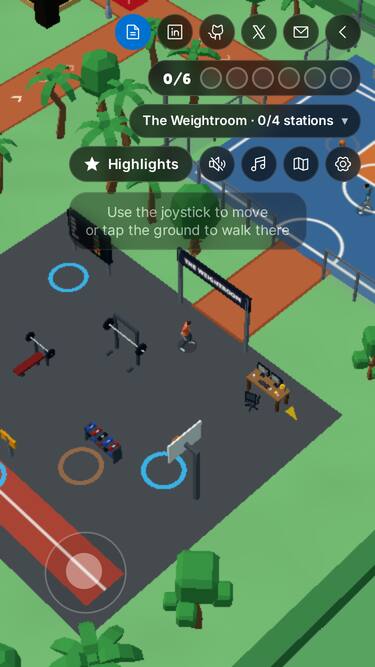 0/6
The Weightroom · 0/4 stations
Highlights
Use the joystick to move
or tap the ground to walk there
THE WEIGHTROOM